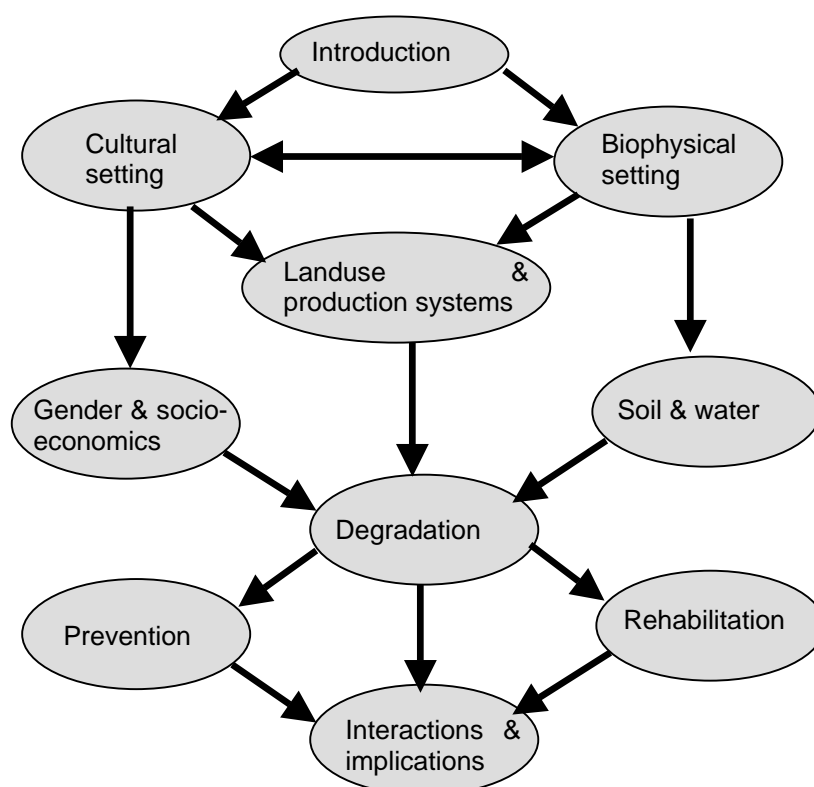 Introduction
Cultural
setting
Biophysical
setting
Landuse &
production systems
Gender & socio-
economics
Soil & water
Degradation
Prevention
Rehabilitation
Interactions &
implications